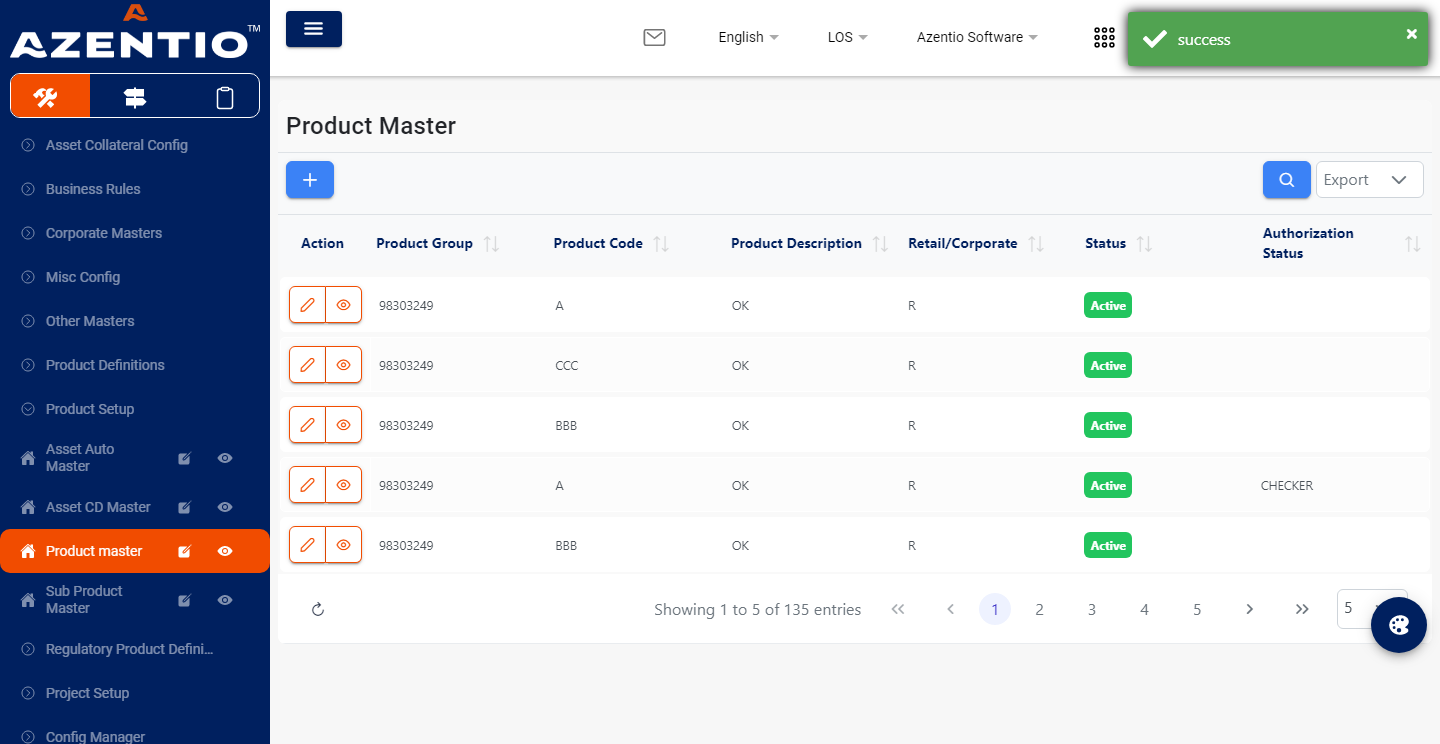 AZENTIO™
English
LOS
Azentio Software
success
Asset Collateral Config
Business Rules
Corporate Masters
Misc Config
Other Masters
Product Definitions
Product Setup
Asset Auto
Master
Asset CD Master
Product master
Sub Product
Master
Regulatory Product Defini...
Project Setup
Config Manager
Product Master
Export
Action Product Group Product Code Product Description Retail/Corporate Status Authorization
Status
98303249 A OK R Active
98303249 CCC OK R Active
98303249 BBB OK R Active
98303249 A OK R Active CHECKER
98303249 BBB OK R Active
Showing 1 to 5 of 135 entries 1 2 3 4 5 5